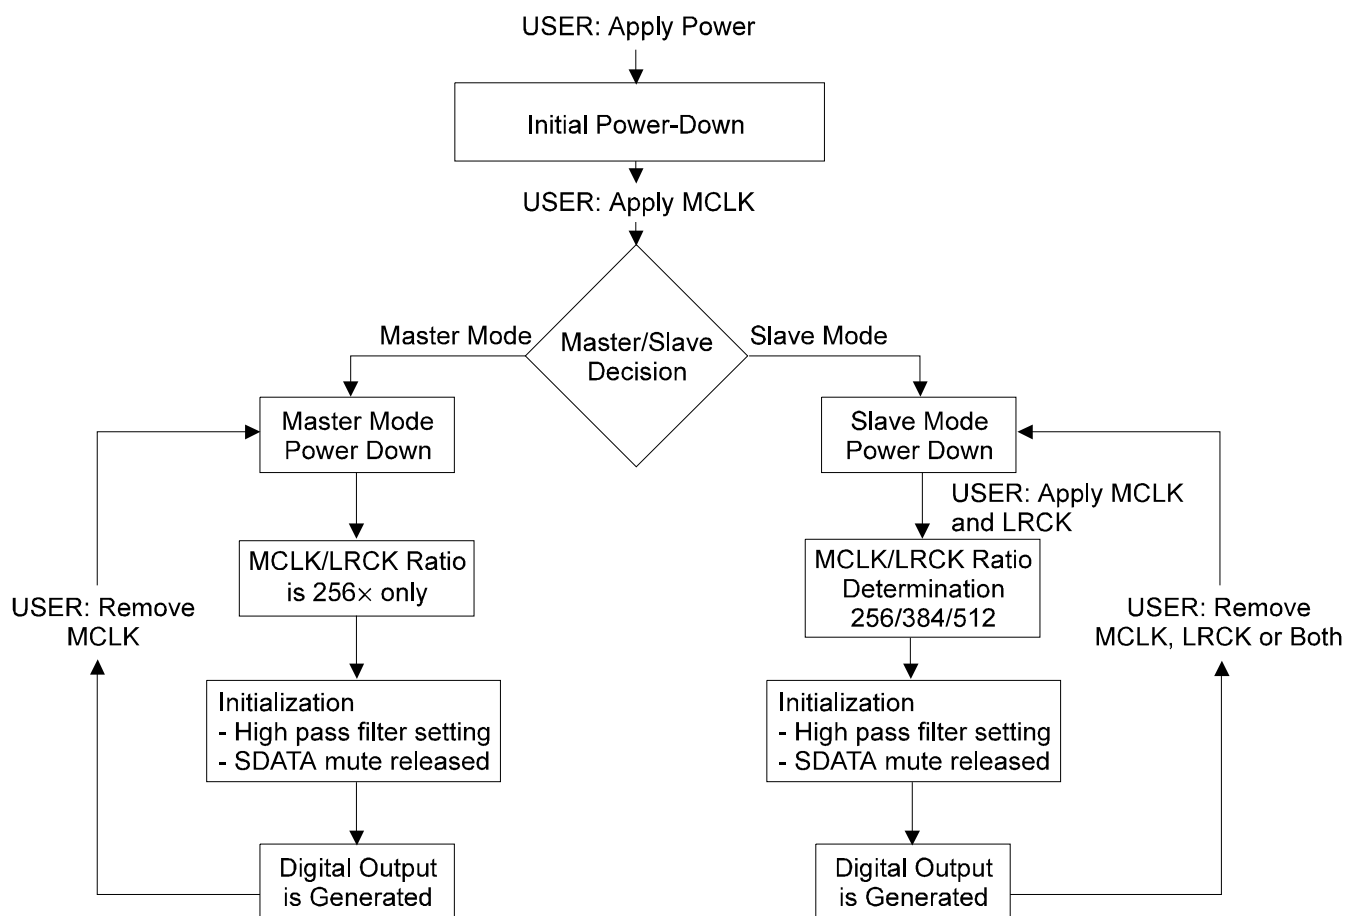 USER: Apply Power
Initial Power-Down
USER: Apply MCLK
Master/Slave
Decision
Master Mode
Slave Mode
Master Mode
Power Down
MCLK/LRCK Ratio
is 256× only
Initialization
- High pass filter setting
- SDATA mute released
Digital Output
is Generated
USER: Remove
MCLK
Slave Mode
Power Down
USER: Apply MCLK
and LRCK
MCLK/LRCK Ratio
Determination
256/384/512
Initialization
- High pass filter setting
- SDATA mute released
Digital Output
is Generated
USER: Remove
MCLK, LRCK or Both